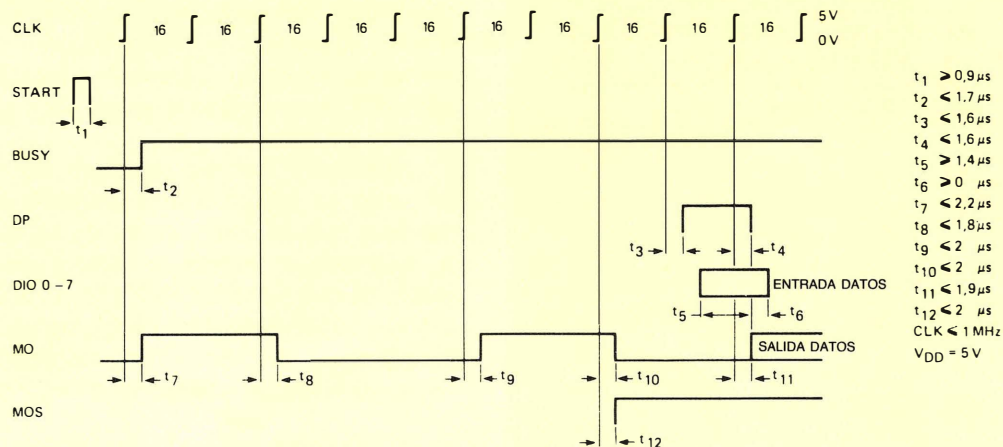 CLK 16 16 16 16 16 16 16 16 16 16 5V
0V
START
t1
BUSY
t2
DP
t3 t4
DIO 0-7 ENTRADA DATOS
t5 t6
MO SALIDA DATOS
t7 t8 t9 t10 t11
MOS
t12
t1 ≥ 0,9 µs
t2 ≤ 1,7 µs
t3 ≤ 1,6 µs
t4 ≤ 1,6 µs
t5 ≥ 1,4 µs
t6 ≥ 0 µs
t7 ≤ 2,2 µs
t8 ≤ 1,8 µs
t9 ≤ 2 µs
t10 ≤ 2 µs
t11 ≤ 1,9 µs
t12 ≤ 2 µs
CLK ≤ 1 MHz
VDD = 5 V